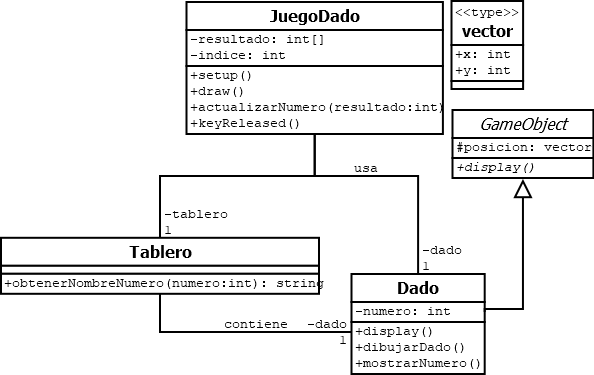 JuegoDado
-resultado: int[]
-indice: int
+setup()
+draw()
+actualizarNumero(resultado:int)
+keyReleased()
<<type>>
vector
+x: int
+y: int
GameObject
#posicion: vector
+display()
usa
-tablero
1
Tablero
+obtenerNombreNumero(numero:int): string
-dado
1
Dado
-numero: int
+display()
+dibujarDado()
+mostrarNumero()
contiene -dado
1